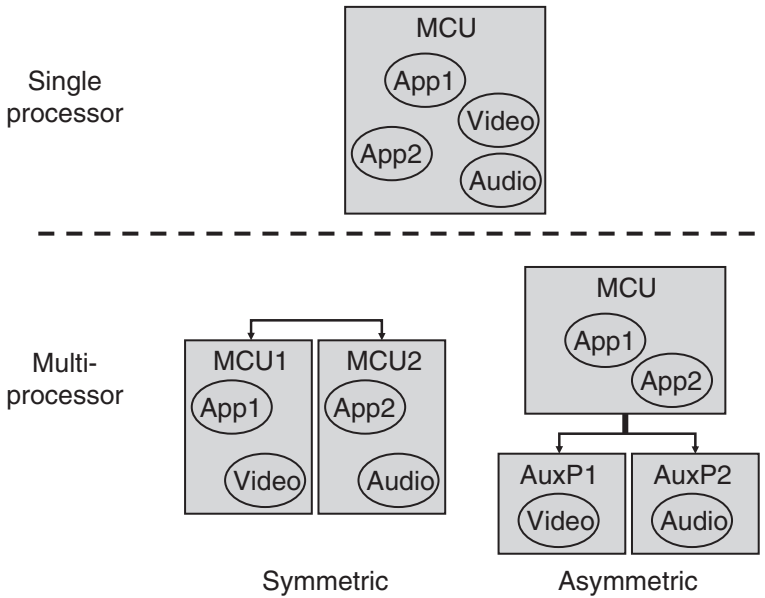 MCU
App1
Video
App2
Audio
Single
processor
MCU
App1
App2
Multi-
processor
MCU1
App1
Video
MCU2
App2
Audio
AuxP1
Video
AuxP2
Audio
Symmetric
Asymmetric